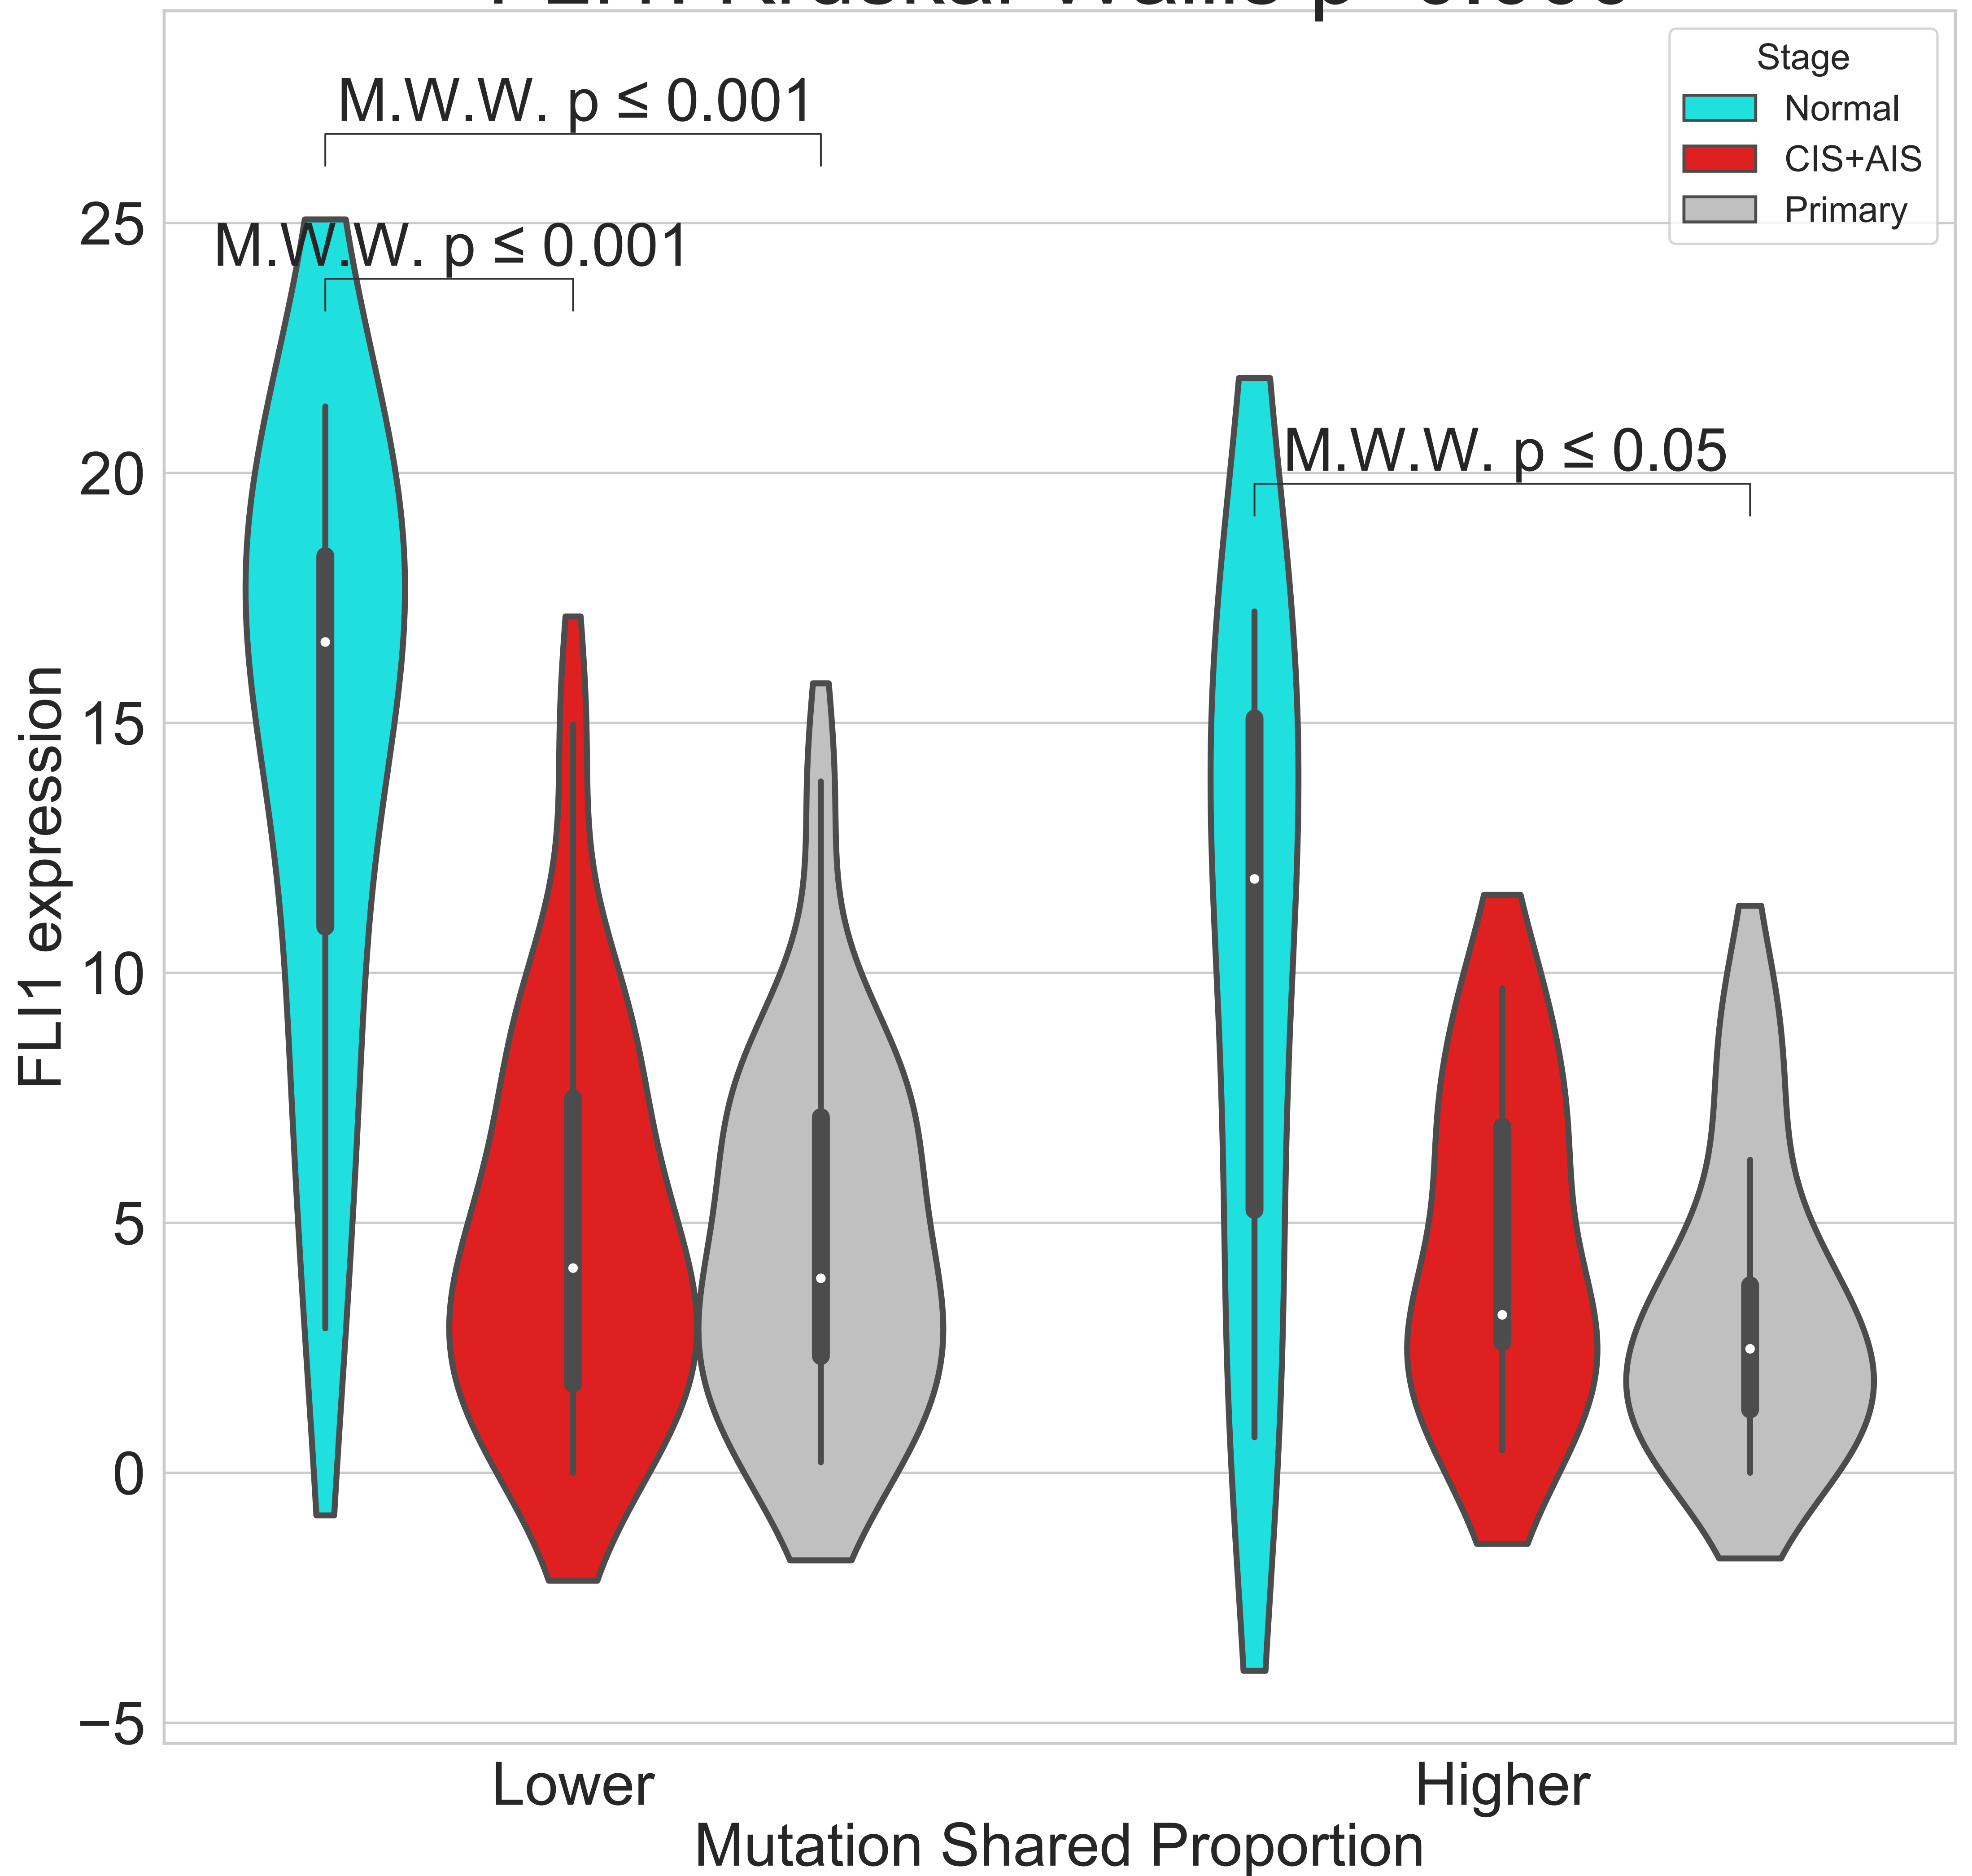 M.W.W. p ≤ 0.001
M.W.W. p ≤ 0.001
M.W.W. p ≤ 0.05
Stage
Normal
CIS+AIS
Primary
25
20
15
10
5
0
−5
FLI1 expression
Lower
Higher
Mutation Shared Proportion